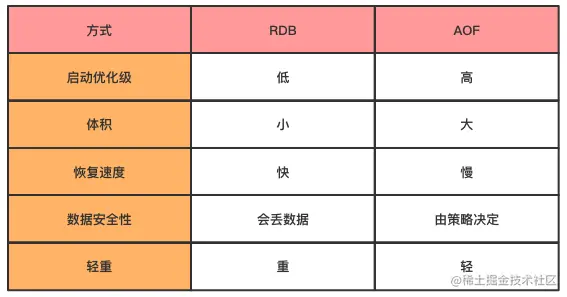 方式 RDB AOF
启动优化级 低 高
体积 小 大
恢复速度 快 慢
数据安全性 会丢数据 由策略决定
轻重 重 轻
@稀土掘金技术社区